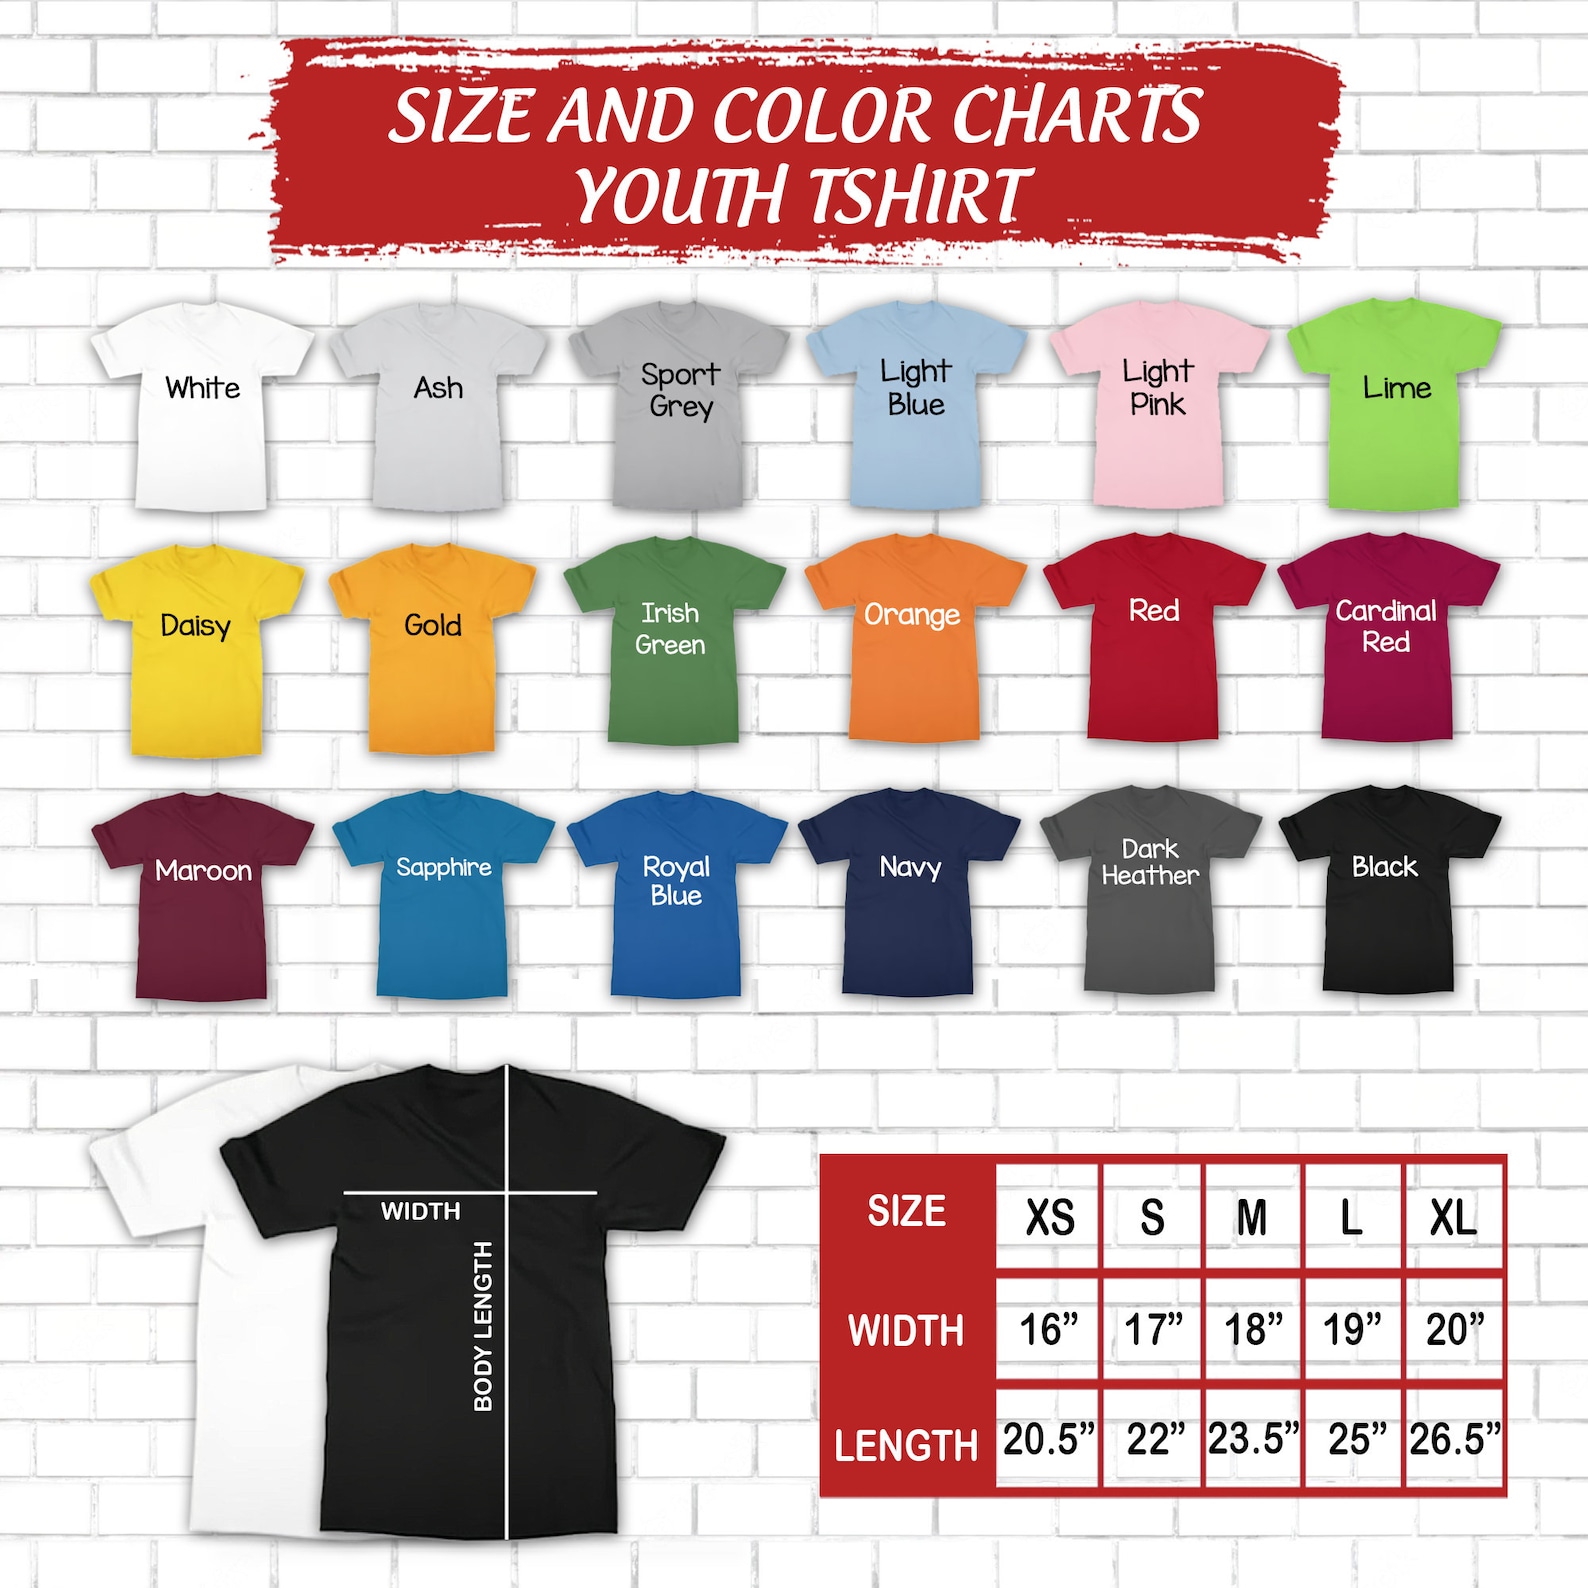 SIZE AND COLOR CHARTS
YOUTH TSHIRT
White
Ash
Sport
Grey
Light
Blue
Light
Pink
Lime
Daisy
Gold
Irish
Green
Orange
Red
Cardinal
Red
Maroon
Sapphire
Royal
Blue
Navy
Dark
Heather
Black
WIDTH
BODY LENGTH
SIZE XS S M L XL
WIDTH 16” 17” 18” 19” 20”
LENGTH 20.5” 22” 23.5” 25” 26.5”